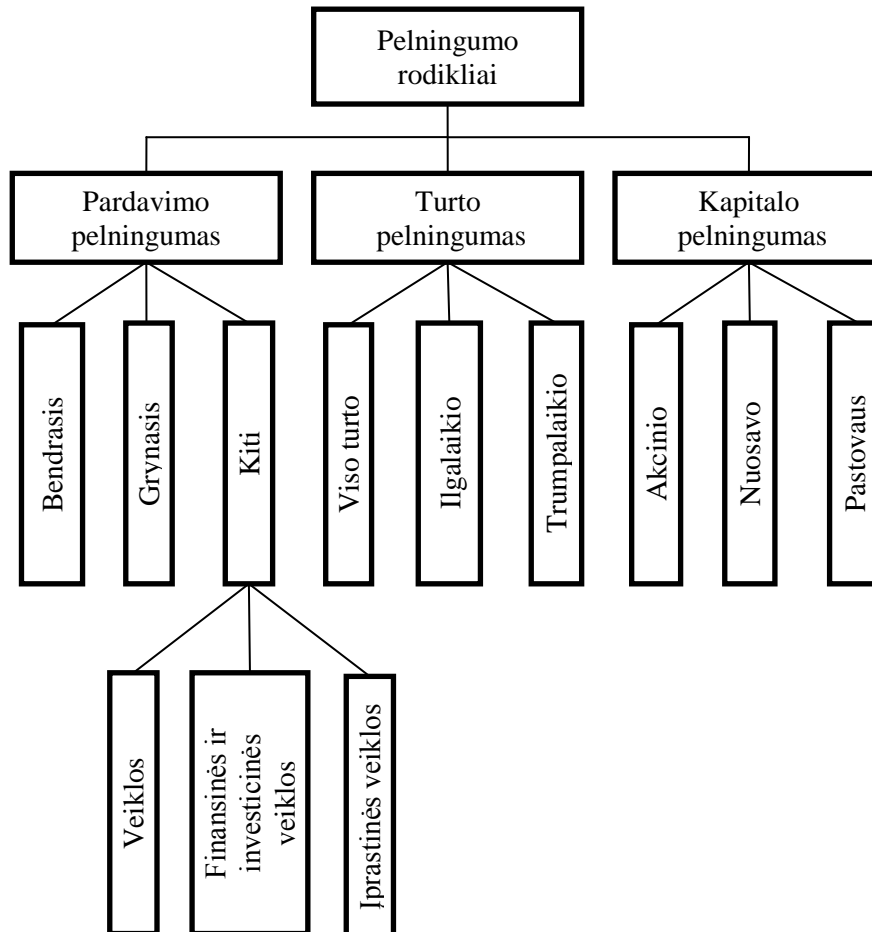 Pelningumo
rodikliai
Pardavimo
pelningumas
Turto
pelningumas
Kapitalo
pelningumas
Bendrasis
Grynasis
Kiti
Viso turto
Ilgalaikio
Trumpalaikio
Akcinio
Nuosavo
Pastovaus
Veiklos
Finansinės ir
investicinės
veiklos
Įprastinės veiklos